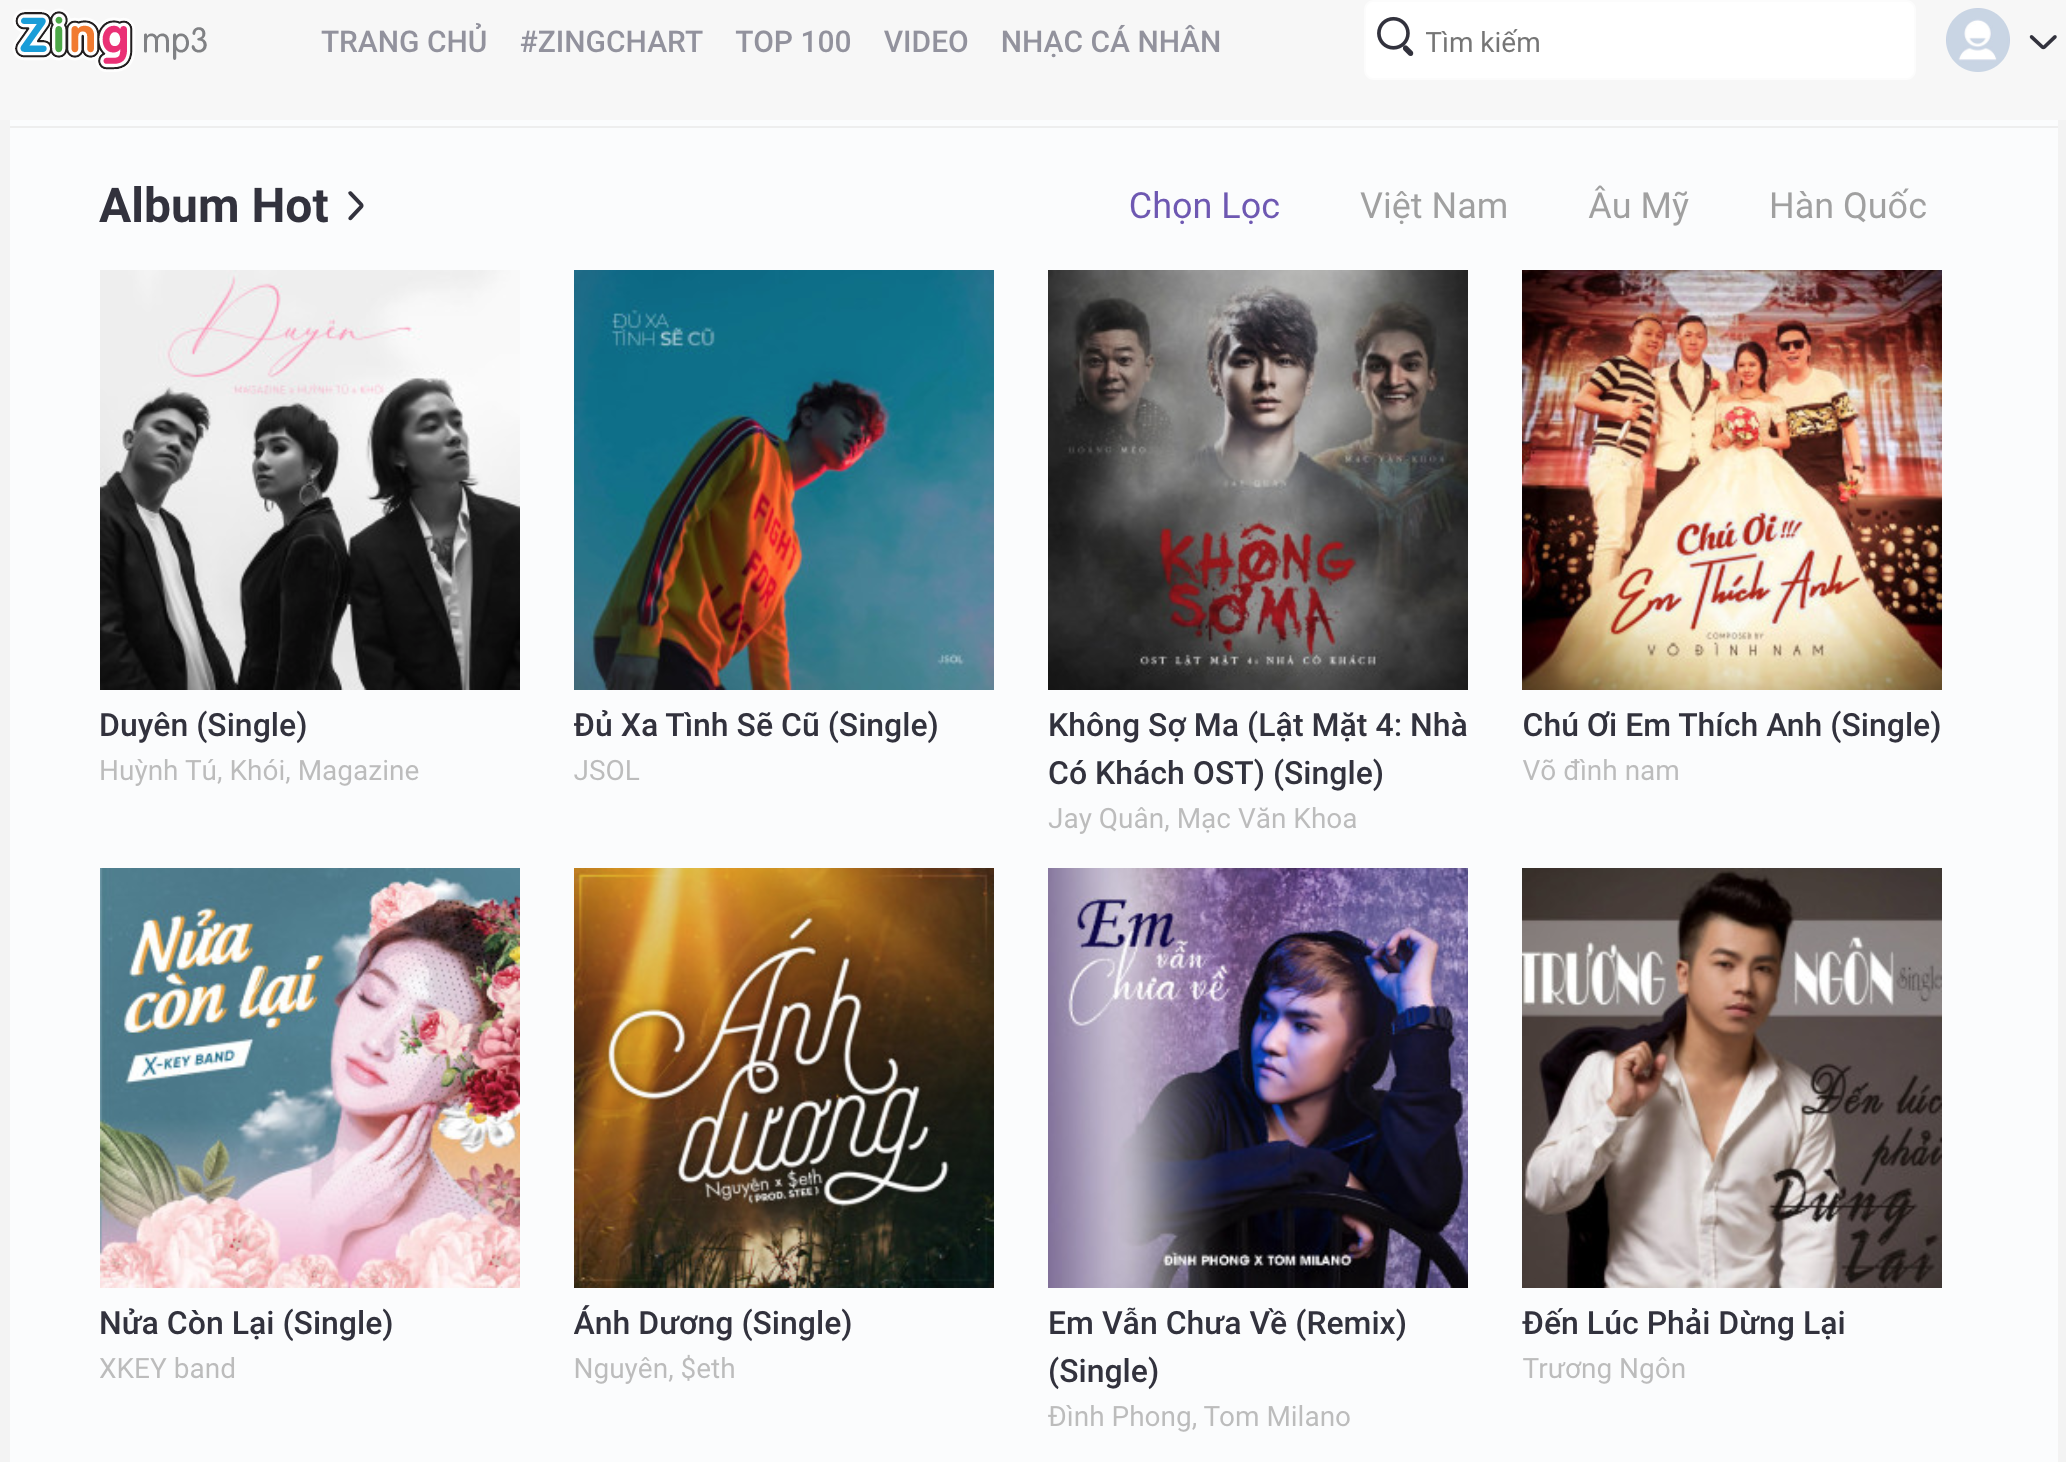 Zing mp3
TRANG CHỦ
#ZINGCHART
TOP 100
VIDEO
NHẠC CÁ NHÂN
Tìm kiếm
Album Hot
Chọn Lọc
Việt Nam
Âu Mỹ
Hàn Quốc
Duyên
MAGAZINE x HUỲNH TÚ x KHÓI
ĐỦ XA
TÌNH SẼ CŨ
FIGHT
FOR
JSOL
HOÀNG MÈO
MẠC VĂN KHOA
JAY QUÂN
KHÔNG
SỢ MA
OST LẬT MẶT 4: NHÀ CÓ KHÁCH
Chú Ơi!!!
Em Thích Anh
COMPOSED BY
VÕ ĐÌNH NAM
Duyên (Single)
Huỳnh Tú, Khói, Magazine
Đủ Xa Tình Sẽ Cũ (Single)
JSOL
Không Sợ Ma (Lật Mặt 4: Nhà
Có Khách OST) (Single)
Jay Quân, Mạc Văn Khoa
Chú Ơi Em Thích Anh (Single)
Võ đình nam
Nửa
còn lại
X-KEY BAND
Ánh
dương
Nguyên x $eth
( PROD. STEE )
Em
vẫn
Chưa về
ĐÌNH PHONG X TOM MILANO
TRƯƠNG NGÔN Single
Đến lúc
phải
Dừng
Lại
Nửa Còn Lại (Single)
XKEY band
Ánh Dương (Single)
Nguyên, $eth
Em Vẫn Chưa Về (Remix)
(Single)
Đình Phong, Tom Milano
Đến Lúc Phải Dừng Lại
Trương Ngôn